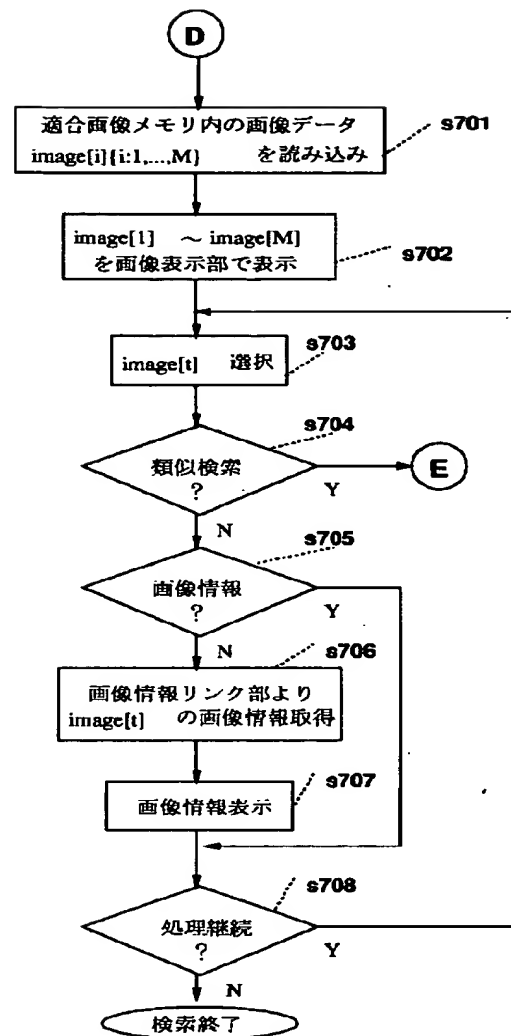 D
適合画像メモリ内の画像データ
image[i]{i:1,...,M} を読み込み
s701
image[1] ～image[M]
を画像表示部で表示
s702
s703
image[t] 選択
s704
類似検索
?
Y
E
N
s705
画像情報
?
Y
N
s706
画像情報リンク部より
image[t] の画像情報取得
s707
画像情報表示
s708
処理継続
?
Y
N
検索終了